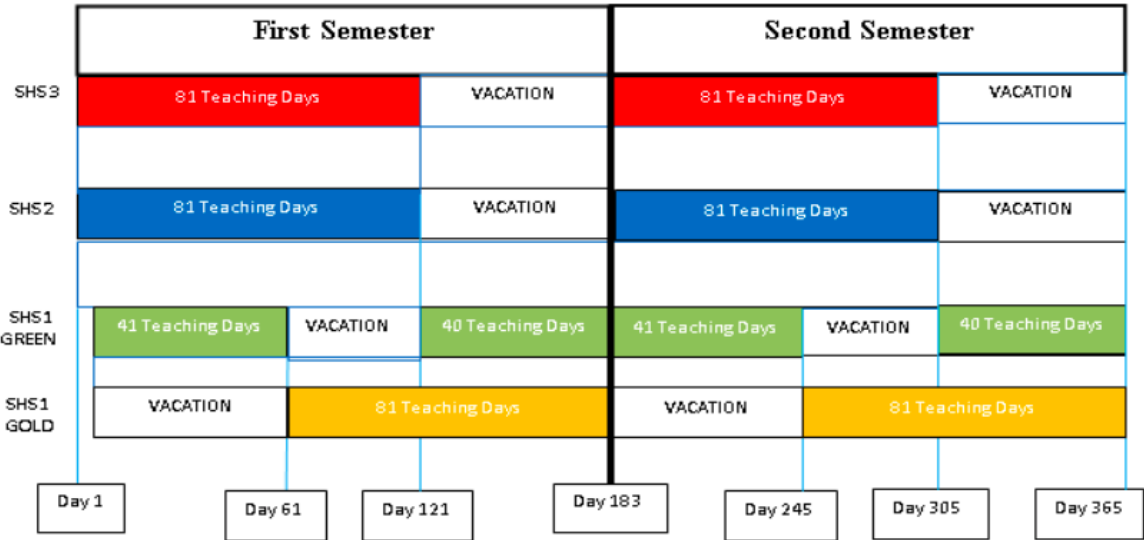 First Semester
Second Semester
SHS3
81 Teaching Days
VACATION
81 Teaching Days
VACATION
SHS2
81 Teaching Days
VACATION
81 Teaching Days
VACATION
SHS1
GREEN
41 Teaching Days
VACATION
40 Teaching Days
41 Teaching Days
VACATION
40 Teaching Days
SHS1
GOLD
VACATION
81 Teaching Days
VACATION
81 Teaching Days
Day 1
Day 61
Day 121
Day 183
Day 245
Day 305
Day 365